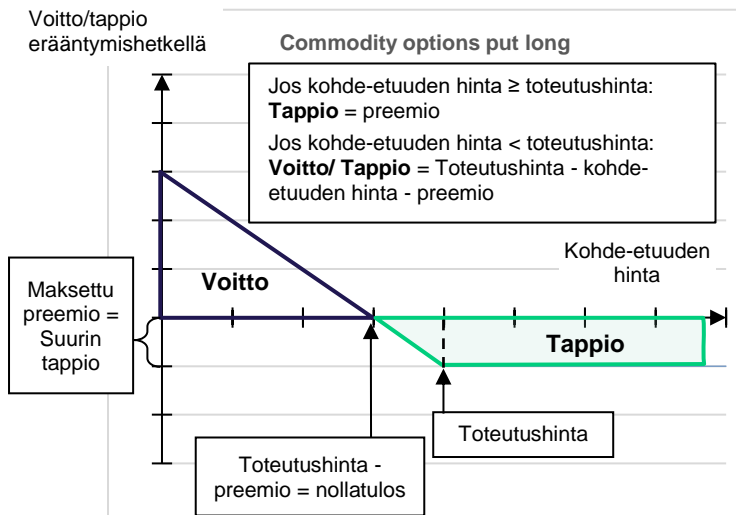 Voitto/tappio
erääntymishetkellä
Commodity options put long
Jos kohde-etuuden hinta ≥ toteutushinta:
Tappio = preemio
Jos kohde-etuuden hinta < toteutushinta:
Voitto/ Tappio = Toteutushinta - kohde-
etuuden hinta - preemio
Kohde-etuuden
hinta
Voitto
Maksettu
preemio =
Suurin
tappio
Tappio
Toteutushinta
Toteutushinta -
preemio = nollatulos